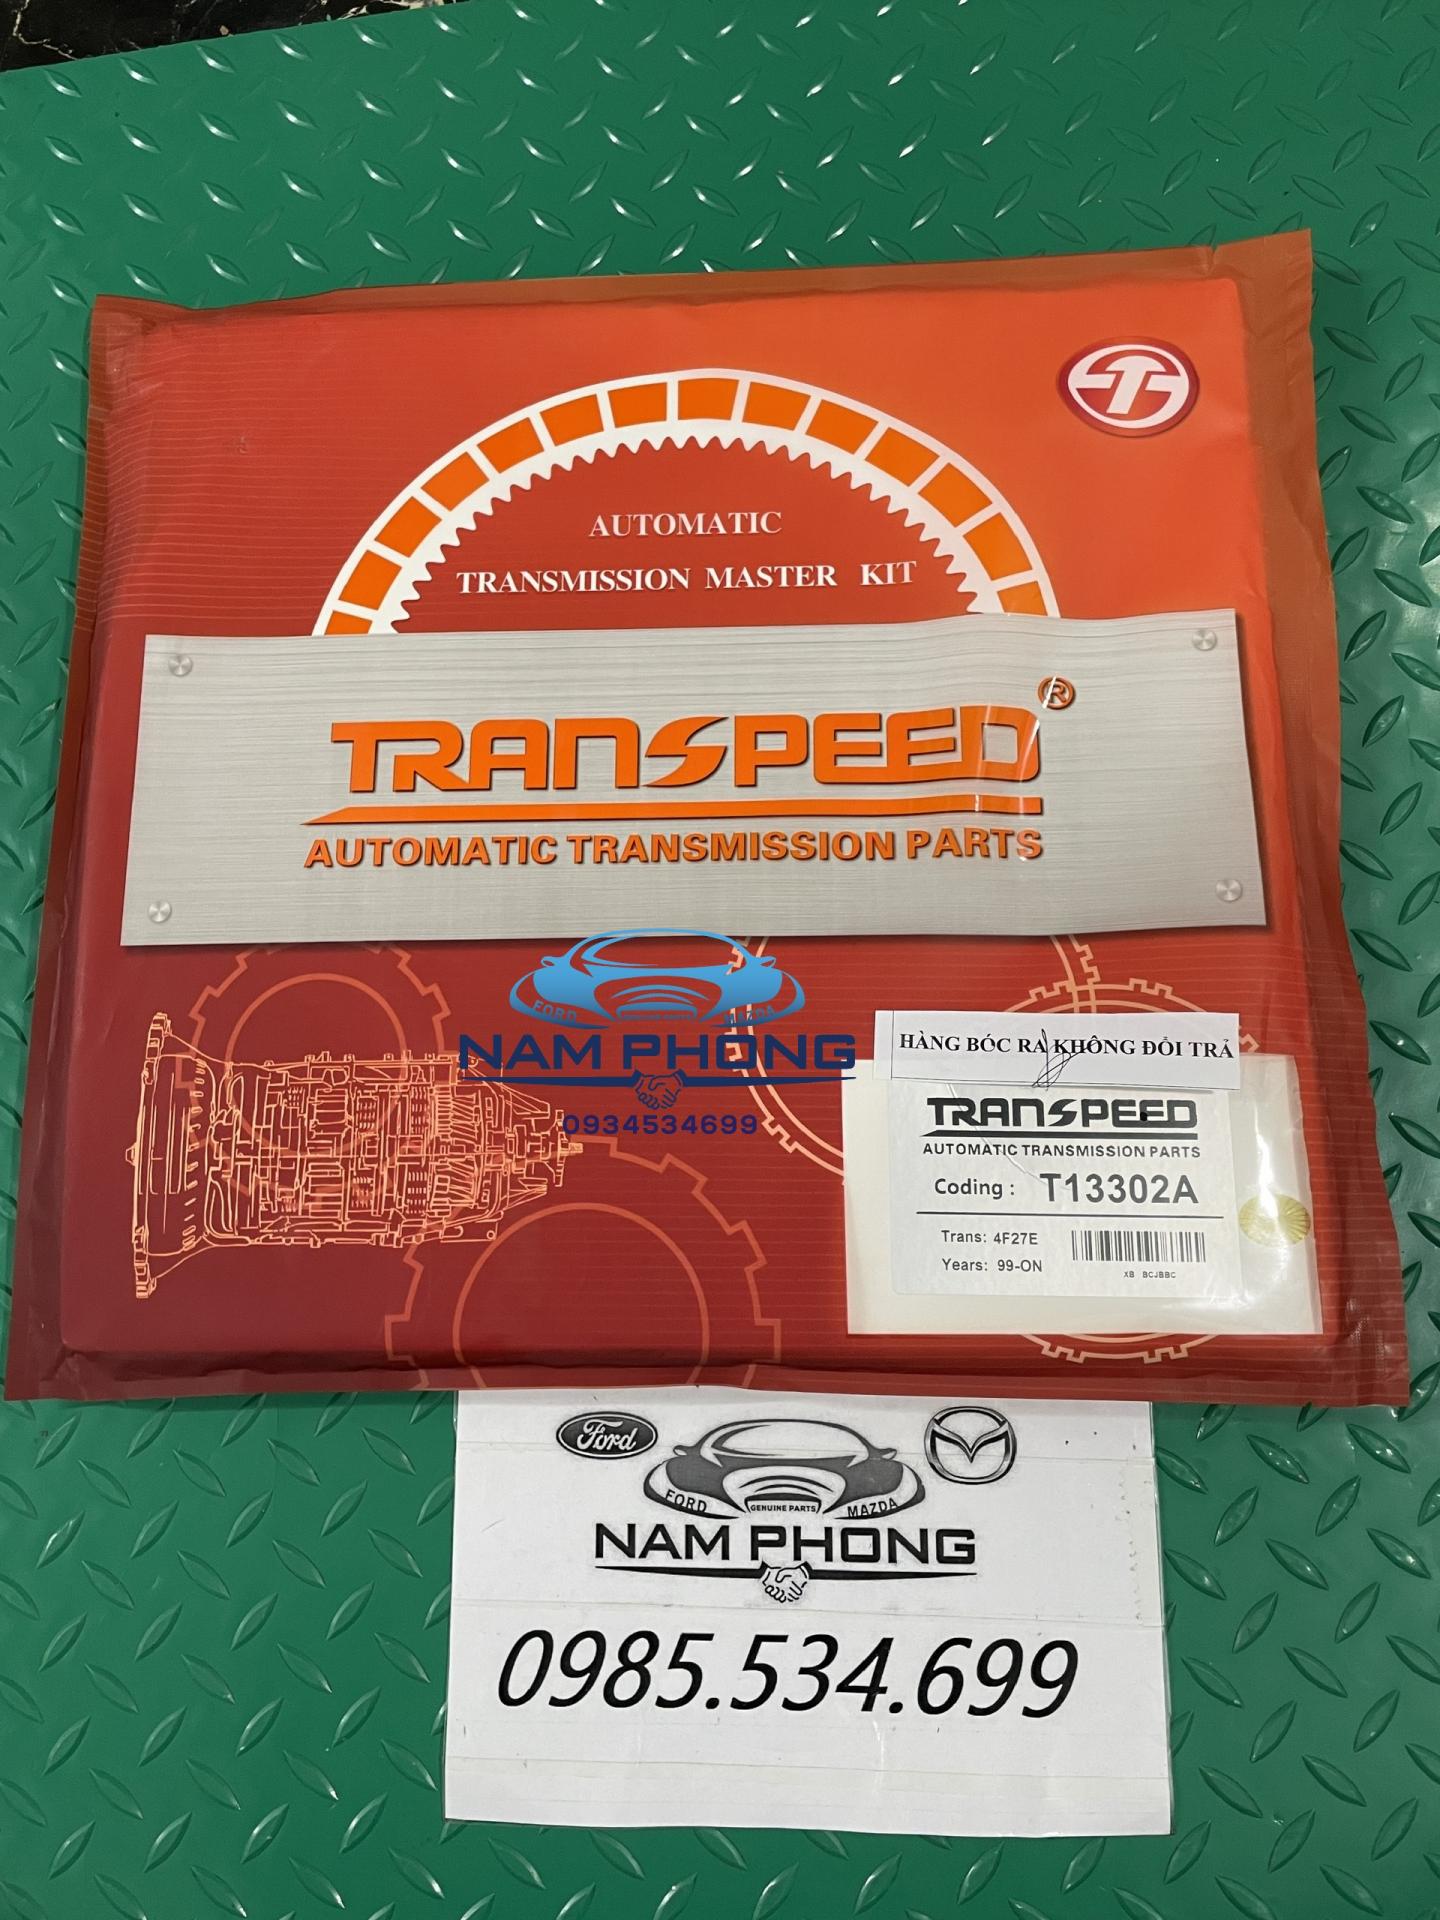 AUTOMATIC
TRANSMISSION MASTER KIT
TRANSPEED®
AUTOMATIC TRANSMISSION PARTS
FORD GENUINE PARTS MAZDA
NAM PHONG
0934534699
HÀNG BÓC RA KHÔNG ĐỔI TRẢ
TRANSPEED
AUTOMATIC TRANSMISSION PARTS
Coding : T13302A
Trans: 4F27E
Years: 99-ON
XB BCJBBC
Ford
FORD GENUINE PARTS MAZDA
NAM PHONG
0985.534.699